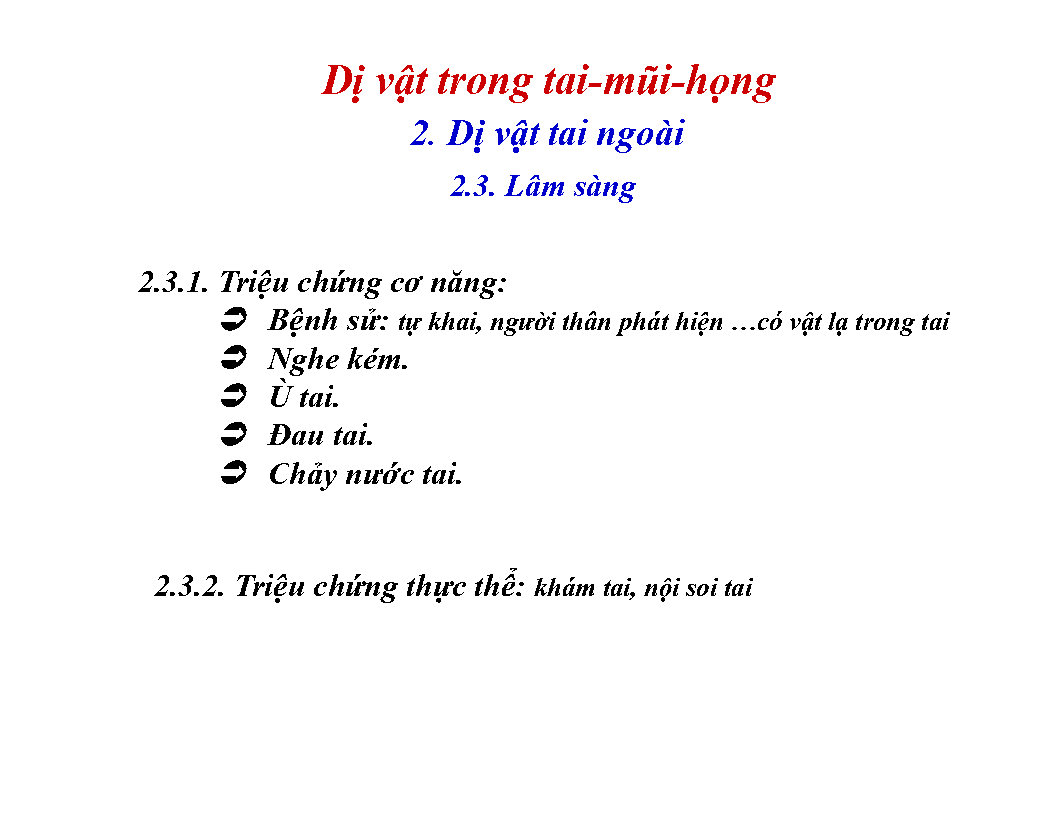 Dị vật trong tai-mũi-họng
2. Dị vật tai ngoài
2.3. Lâm sàng
2.3.1. Triệu chứng cơ năng:
➲ Bệnh sử: tự khai, người thân phát hiện …có vật lạ trong tai
➲ Nghe kém.
➲ Ù tai.
➲ Đau tai.
➲ Chảy nước tai.
2.3.2. Triệu chứng thực thể: khám tai, nội soi tai